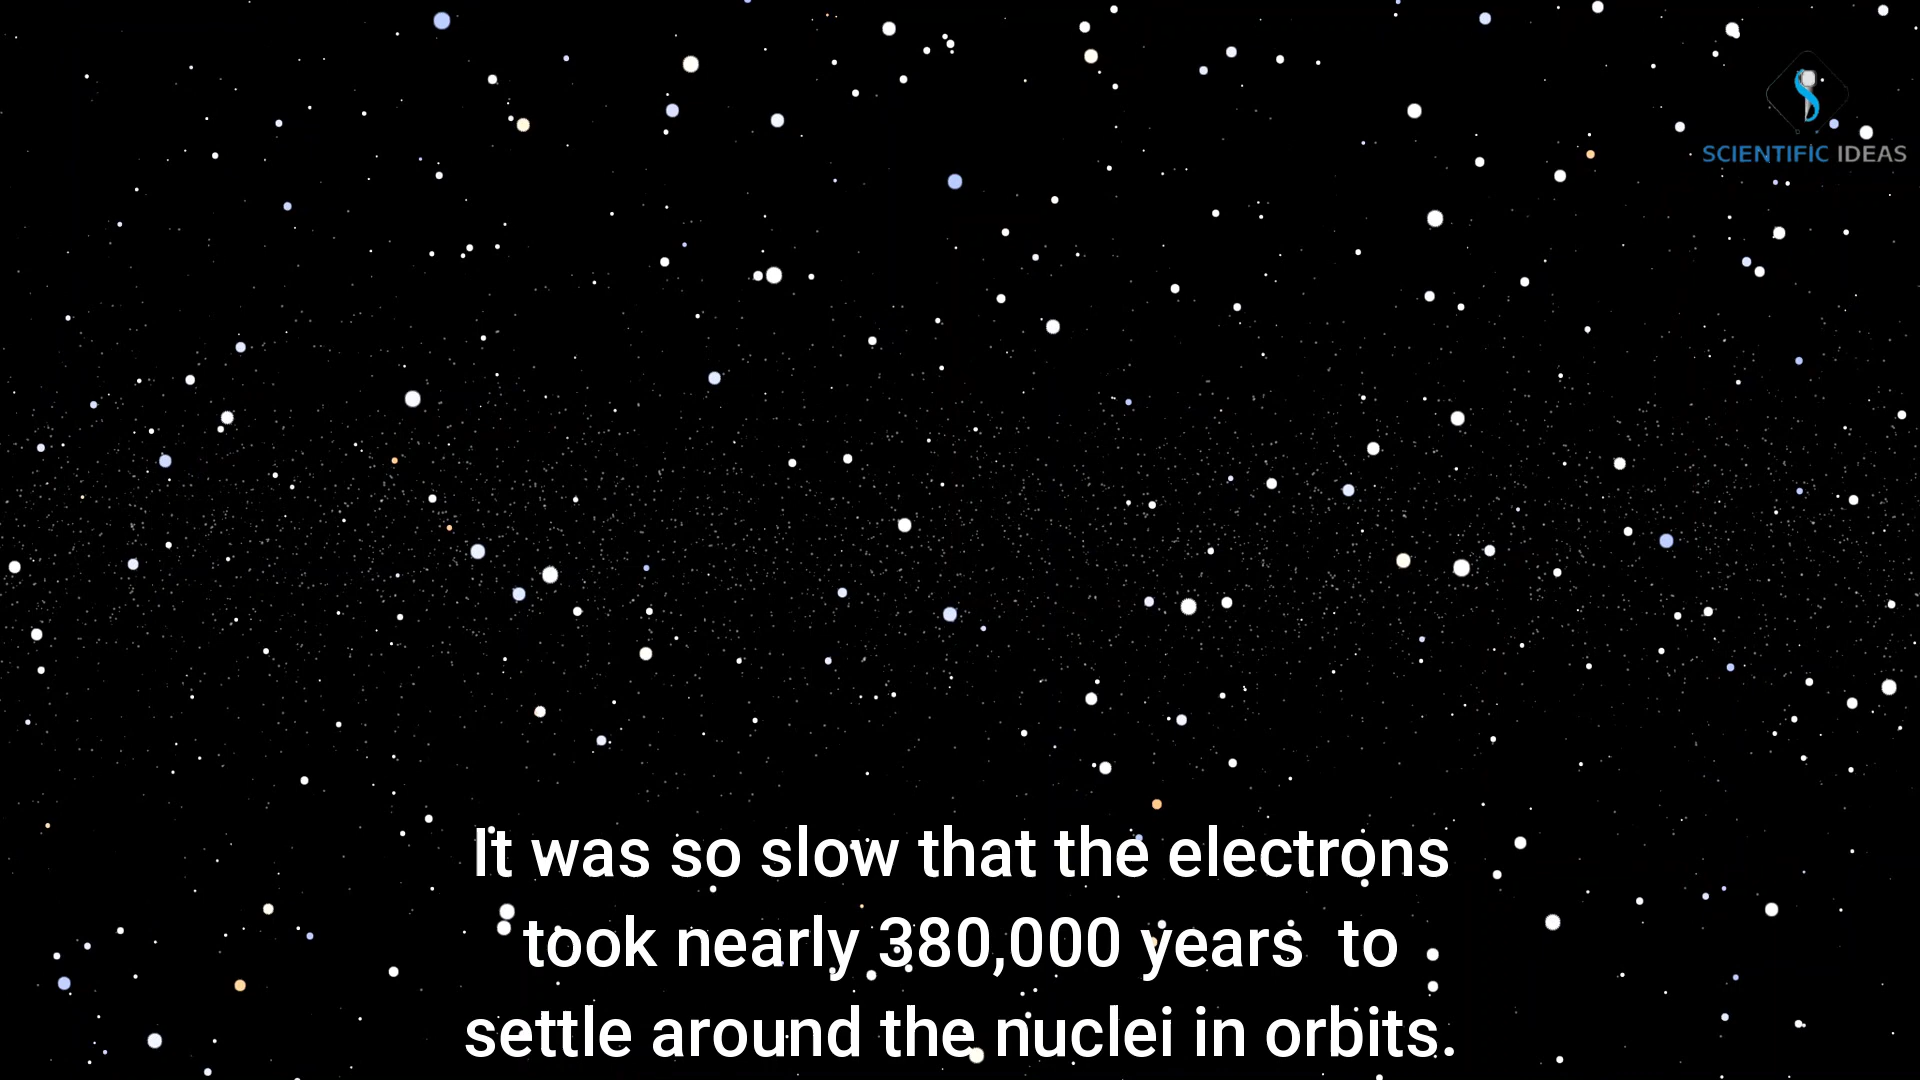 SCIENTIFIC IDEAS
It was so slow that the electrons
took nearly 380,000 years  to
settle around the nuclei in orbits.